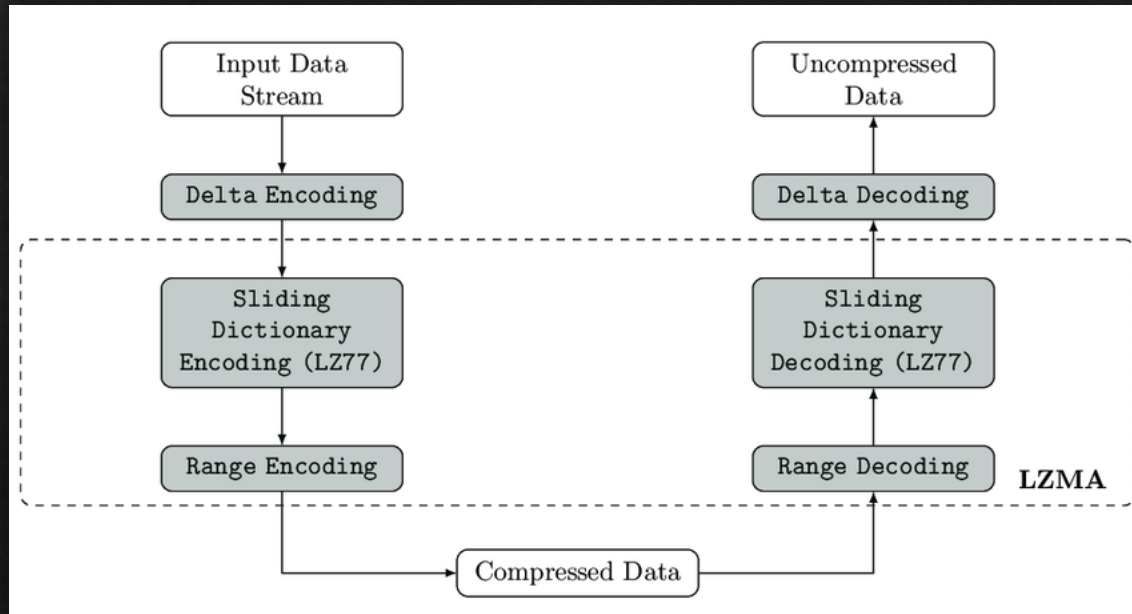 Input Data
Stream
Delta Encoding
Sliding
Dictionary
Encoding (LZ77)
Range Encoding
Compressed Data
Range Decoding
Sliding
Dictionary
Decoding (LZ77)
Delta Decoding
Uncompressed
Data
LZMA